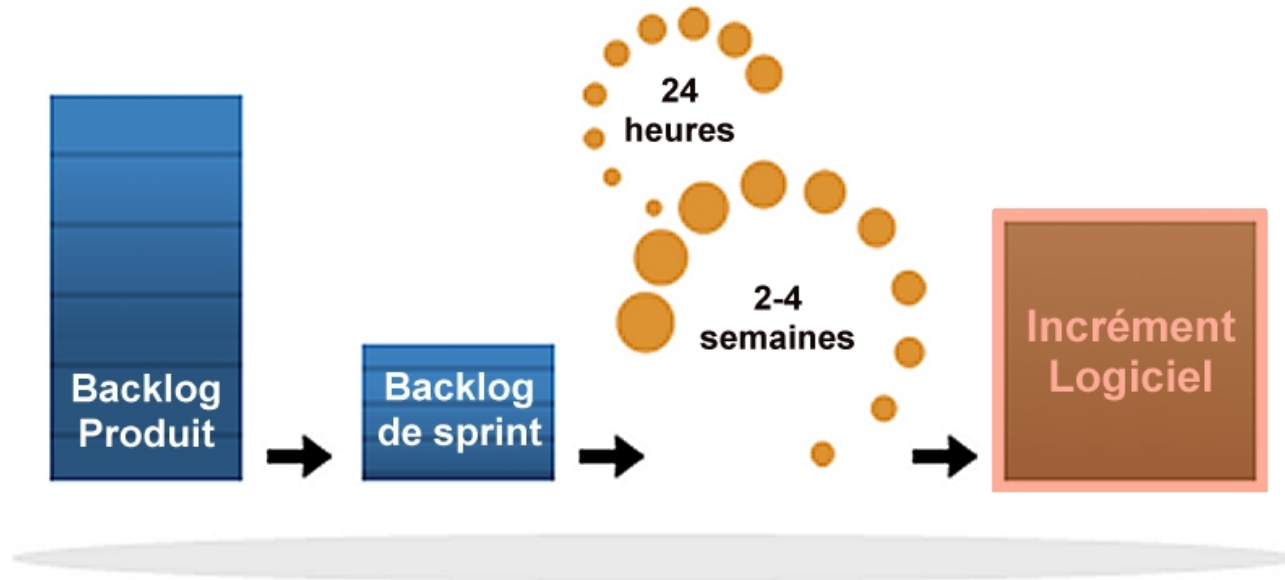 24
heures
2-4
semaines
Backlog
Produit
Backlog
de sprint
Incrément
Logiciel